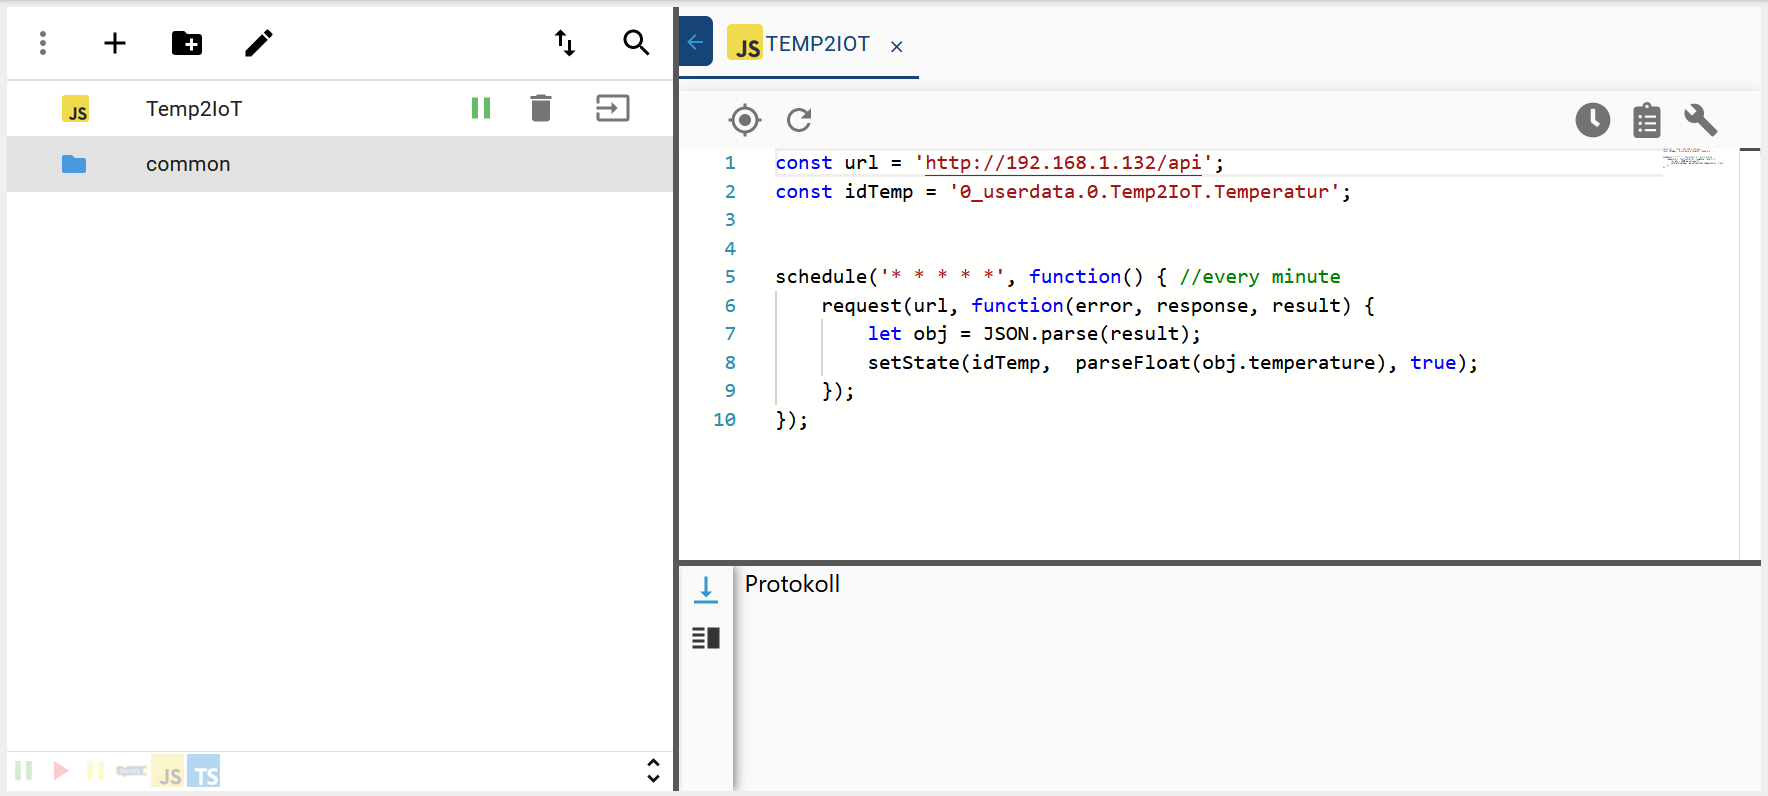 JS Temp2IoT
common
JS TS
JS TEMP2IOT
1 const url = 'http://192.168.1.132/api';
2 const idTemp = '0_userdata.0.Temp2IoT.Temperatur';
3
4
5 schedule('* * * * *', function() { //every minute
6 request(url, function(error, response, result) {
7 let obj = JSON.parse(result);
8 setState(idTemp,  parseFloat(obj.temperature), true);
9 });
10 });
Protokoll